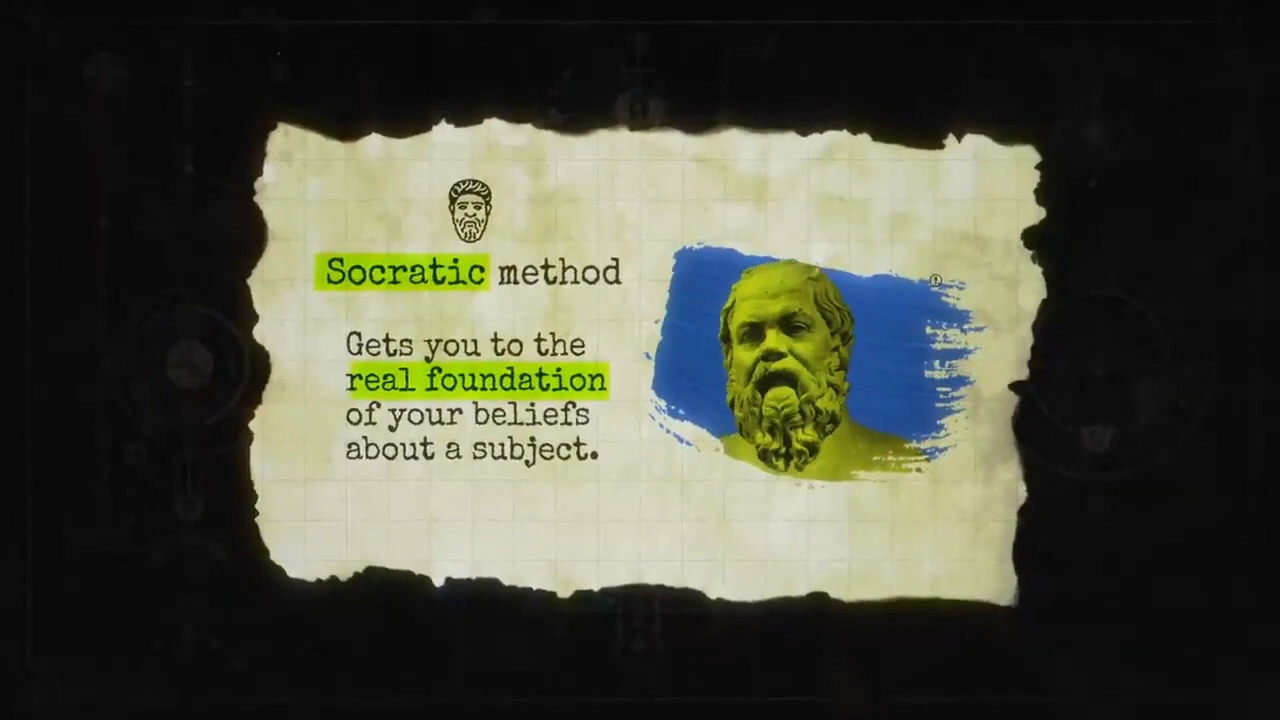 Socratic method
Gets you to the
real foundation
of your beliefs
about a subject.